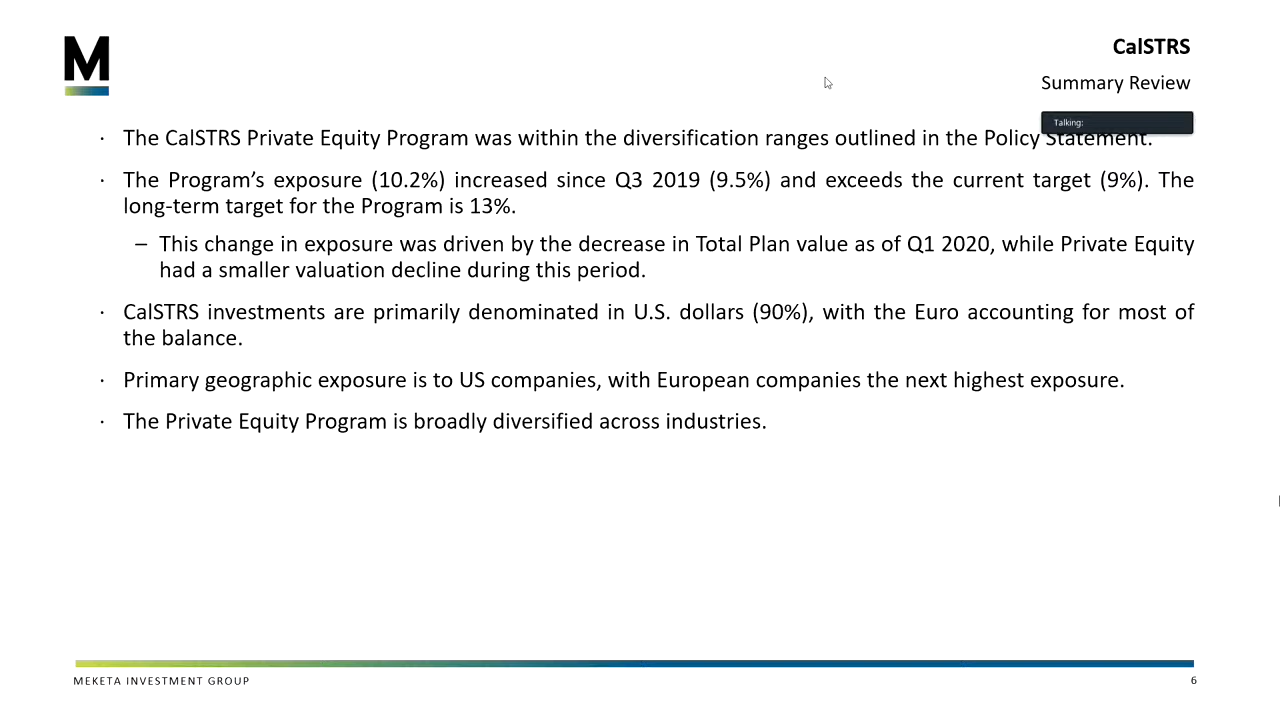 M
CalSTRS
Summary Review
Talking:
· The CalSTRS Private Equity Program was within the diversification ranges outlined in the Policy Statement.
· The Program’s exposure (10.2%) increased since Q3 2019 (9.5%) and exceeds the current target (9%). The
long-term target for the Program is 13%.
– This change in exposure was driven by the decrease in Total Plan value as of Q1 2020, while Private Equity
had a smaller valuation decline during this period.
· CalSTRS investments are primarily denominated in U.S. dollars (90%), with the Euro accounting for most of
the balance.
· Primary geographic exposure is to US companies, with European companies the next highest exposure.
· The Private Equity Program is broadly diversified across industries.
MEKETA INVESTMENT GROUP
6